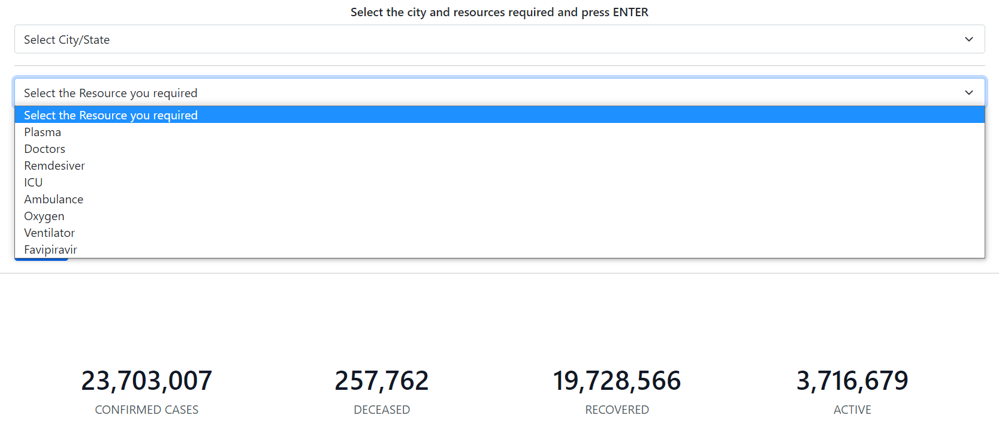 Select the city and resources required and press ENTER
Select City/State
Select the Resource you required
Select the Resource you required
Plasma
Doctors
Remdesiver
ICU
Ambulance
Oxygen
Ventilator
Favipiravir
23,703,007 257,762 19,728,566 3,716,679
CONFIRMED CASES DECEASED RECOVERED ACTIVE